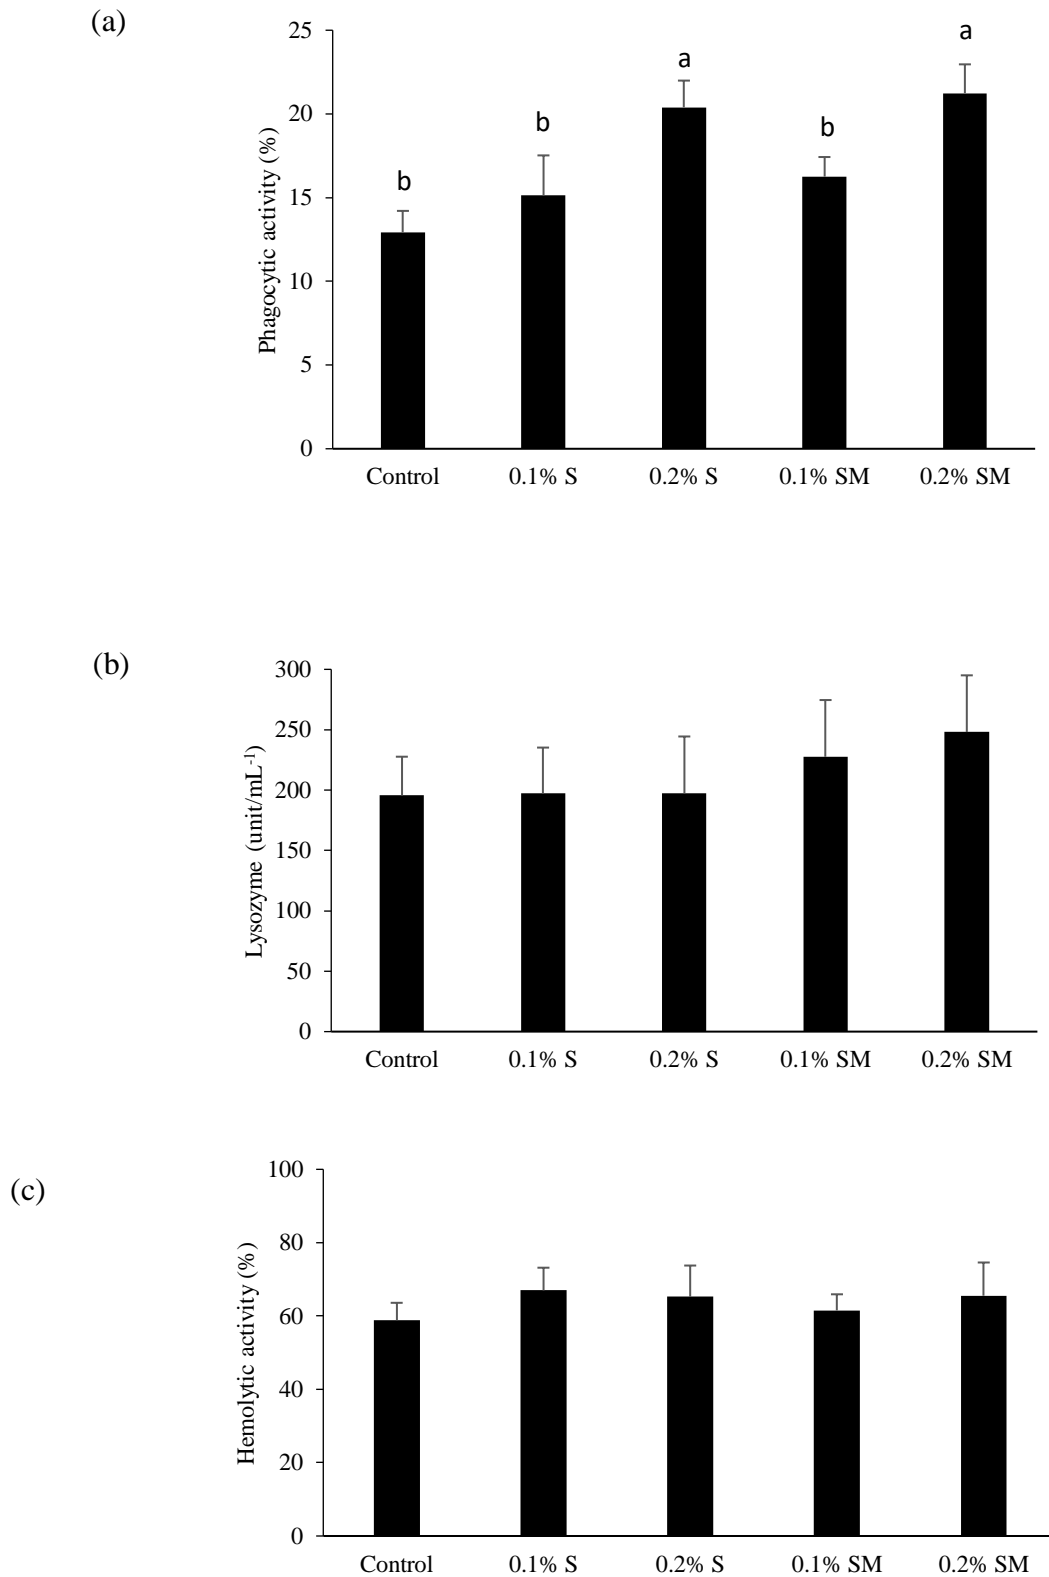 (a)
Phagocytic activity (%)
25
20
15
10
5
0
b
b
a
b
a
Control 0.1% S 0.2% S 0.1% SM 0.2% SM
(b)
Lysozyme (unit/mL⁻¹)
300
250
200
150
100
50
0
Control 0.1% S 0.2% S 0.1% SM 0.2% SM
(c)
Hemolytic activity (%)
100
80
60
40
20
0
Control 0.1% S 0.2% S 0.1% SM 0.2% SM